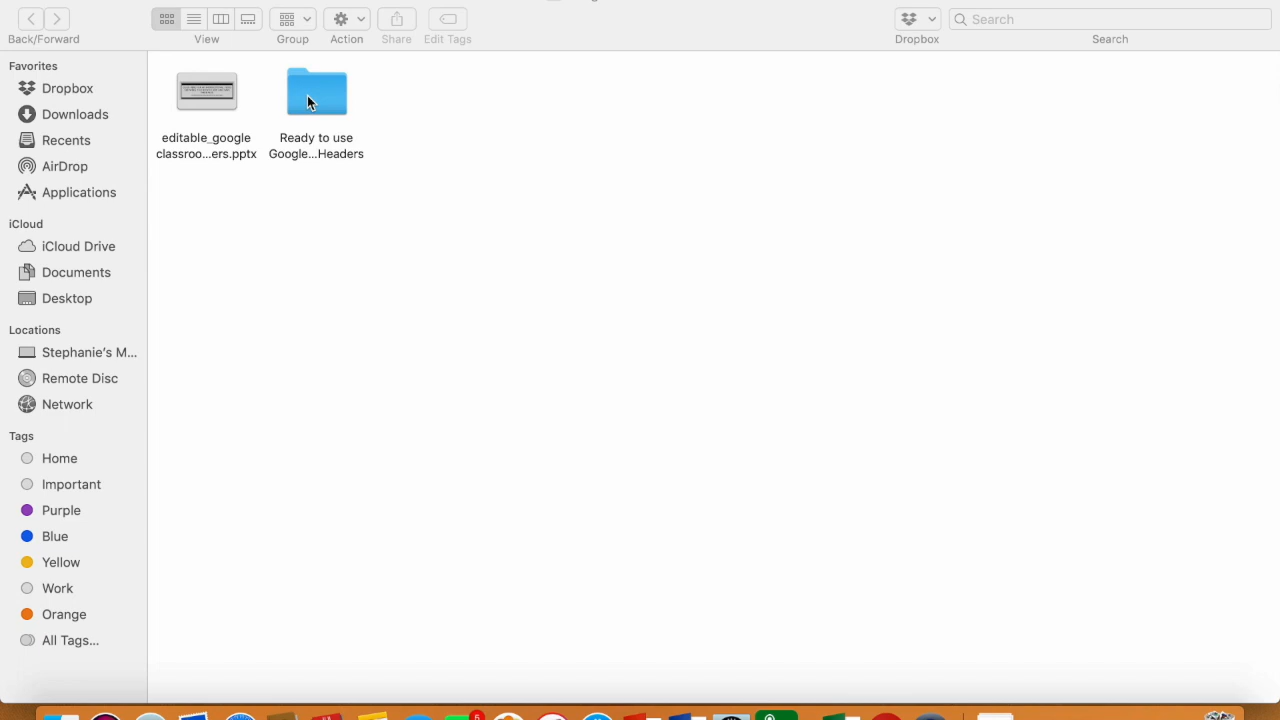 Back/Forward
View
Group
Action
Share
Edit Tags
Dropbox
Search
Search
Favorites
Dropbox
Downloads
Recents
AirDrop
Applications
iCloud
iCloud Drive
Documents
Desktop
Locations
Stephanie's M...
Remote Disc
Network
Tags
Home
Important
Purple
Blue
Yellow
Work
Orange
All Tags...
editable_google
classroo...ers.pptx
Ready to use
Google...Headers
6